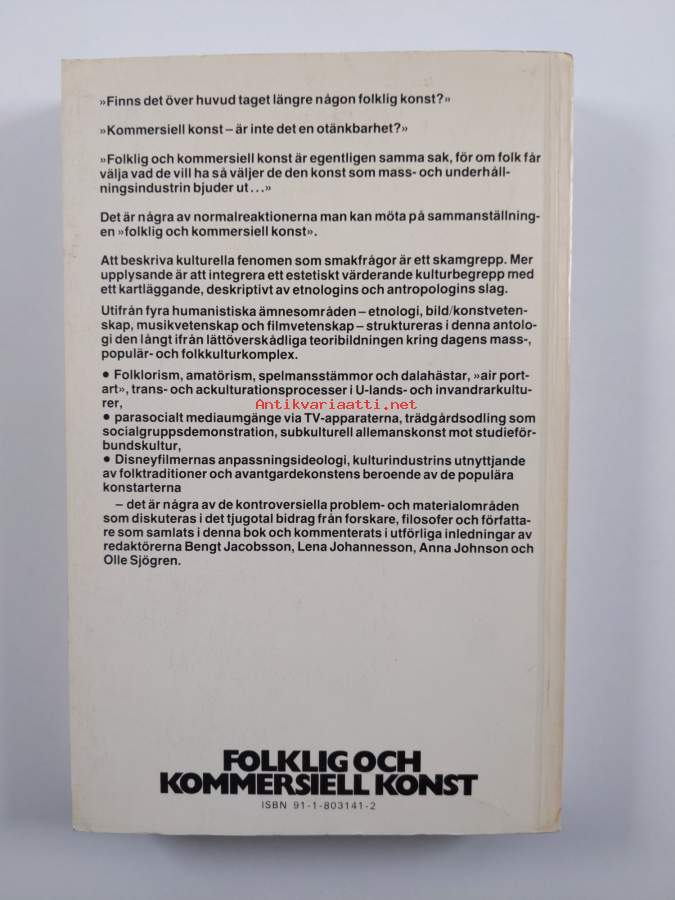 »Finns det över huvud taget längre någon folklig konst?»
»Kommersiell konst – är inte det en otänkbarhet?»
»Folklig och kommersiell konst är egentligen samma sak, för om folk får
välja vad de vill ha så väljer de den konst som mass- och underhåll-
ningsindustrin bjuder ut...»
Det är några av normalreaktionerna man kan möta på sammanställning-
en »folklig och kommersiell konst».
Att beskriva kulturella fenomen som smakfrågor är ett skamgrepp. Mer
upplysande är att integrera ett estetiskt värderande kulturbegrepp med
ett kartläggande, deskriptivt av etnologins och antropologins slag.
Utifrån fyra humanistiska ämnesområden – etnologi, bild/konstveten-
skap, musikvetenskap och filmvetenskap – struktureras i denna antolo-
gi den långt ifrån lättöverskådliga teoribildningen kring dagens mass-,
populär- och folkkulturkomplex.
• Folklorism, amatörism, spelmansstämmor och dalahästar, »air port-
art», trans- och ackulturationsprocesser i U-lands- och invandrarkultu-
rer,
Antikvariaatti.net
• parasocialt mediaumgänge via TV-apparaterna, trädgårdsodling som
socialgruppsdemonstration, subkulturell allemanskonst mot studieför-
bundskultur,
• Disneyfilmernas anpassningsideologi, kulturindustrins utnyttjande
av folktraditioner och avantgardekonstens beroende av de populära
konstarterna
– det är några av de kontroversiella problem- och materialområden
som diskuteras i det tjugotal bidrag från forskare, filosofer och författa-
re som samlats i denna bok och kommenterats i utförliga inledningar av
redaktörerna Bengt Jacobsson, Lena Johannesson, Anna Johnson och
Olle Sjögren.
FOLKLIG OCH
KOMMERSIELL KONST
ISBN 91-1-803141-2